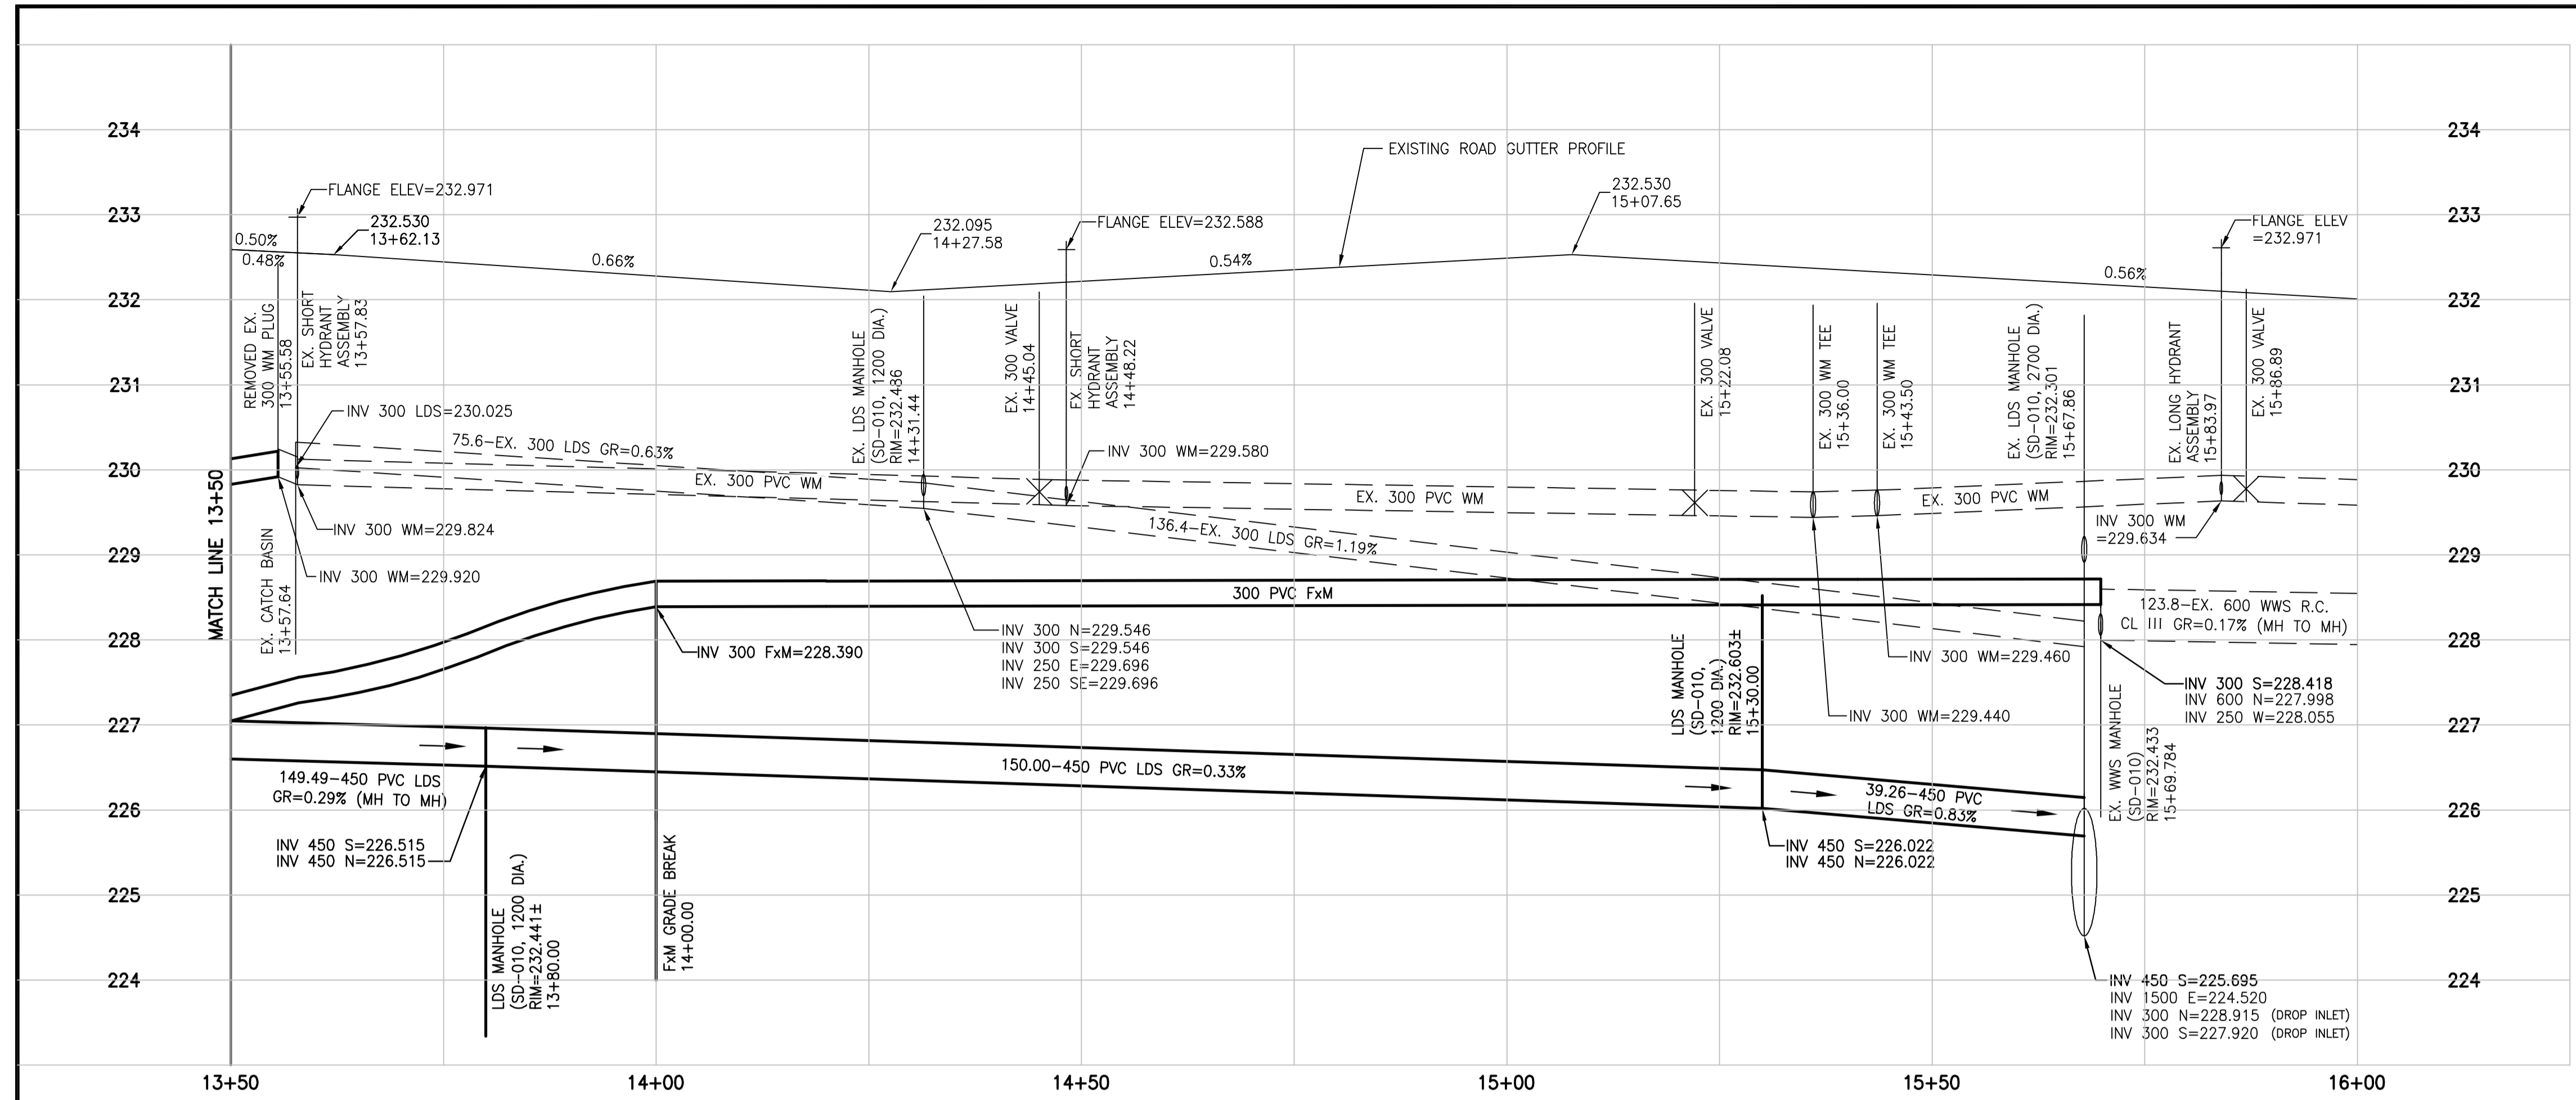 234
233
232
231
230
229
228
227
226
225
224
234
233
232
231
230
229
228
227
226
225
224
13+50
14+00
14+50
15+00
15+50
16+00
MATCH LINE 13+50
EXISTING ROAD GUTTER PROFILE
FLANGE ELEV=232.971
232.530
13+62.13
0.50%
0.48%
0.66%
232.095
14+27.58
FLANGE ELEV=232.588
0.54%
232.530
15+07.65
0.56%
FLANGE ELEV
=232.971
REMOVED EX.
300 WM PLUG
13+55.58
EX. SHORT
HYDRANT
ASSEMBLY
13+57.83
INV 300 LDS=230.025
75.6-EX. 300 LDS GR=0.63%
EX. 300 PVC WM
INV 300 WM=229.824
INV 300 WM=229.920
EX. CATCH BASIN
13+57.64
EX. LDS MANHOLE
(SD-010, 1200 DIA.)
RIM=232.486
14+31.44
EX. 300 VALVE
14+45.04
EX. SHORT
HYDRANT
ASSEMBLY
14+48.22
INV 300 WM=229.580
EX. 300 PVC WM
136.4-EX. 300 LDS GR=1.19%
EX. 300 VALVE
15+22.08
EX. 300 WM TEE
15+36.00
EX. 300 WM TEE
15+43.50
EX. LDS MANHOLE
(SD-010, 2700 DIA.)
RIM=232.301
15+67.86
EX. LONG HYDRANT
ASSEMBLY
15+83.97
EX. 300 VALVE
15+86.89
EX. 300 PVC WM
INV 300 WM
=229.634
300 PVC FxM
INV 300 FxM=228.390
INV 300 N=229.546
INV 300 S=229.546
INV 250 E=229.696
INV 250 SE=229.696
LDS MANHOLE
(SD-010,
1200 DIA.)
RIM=232.603±
15+30.00
INV 300 WM=229.460
INV 300 WM=229.440
123.8-EX. 600 WWS R.C.
CL III GR=0.17% (MH TO MH)
INV 300 S=228.418
INV 600 N=227.998
INV 250 W=228.055
EX. WWS MANHOLE
(SD-010)
RIM=232.433
15+69.784
149.49-450 PVC LDS
GR=0.29% (MH TO MH)
150.00-450 PVC LDS GR=0.33%
39.26-450 PVC
LDS GR=0.83%
INV 450 S=226.515
INV 450 N=226.515
LDS MANHOLE
(SD-010, 1200 DIA.)
RIM=232.441±
13+80.00
FxM GRADE BREAK
14+00.00
INV 450 S=226.022
INV 450 N=226.022
INV 450 S=225.695
INV 1500 E=224.520
INV 300 N=228.915 (DROP INLET)
INV 300 S=227.920 (DROP INLET)